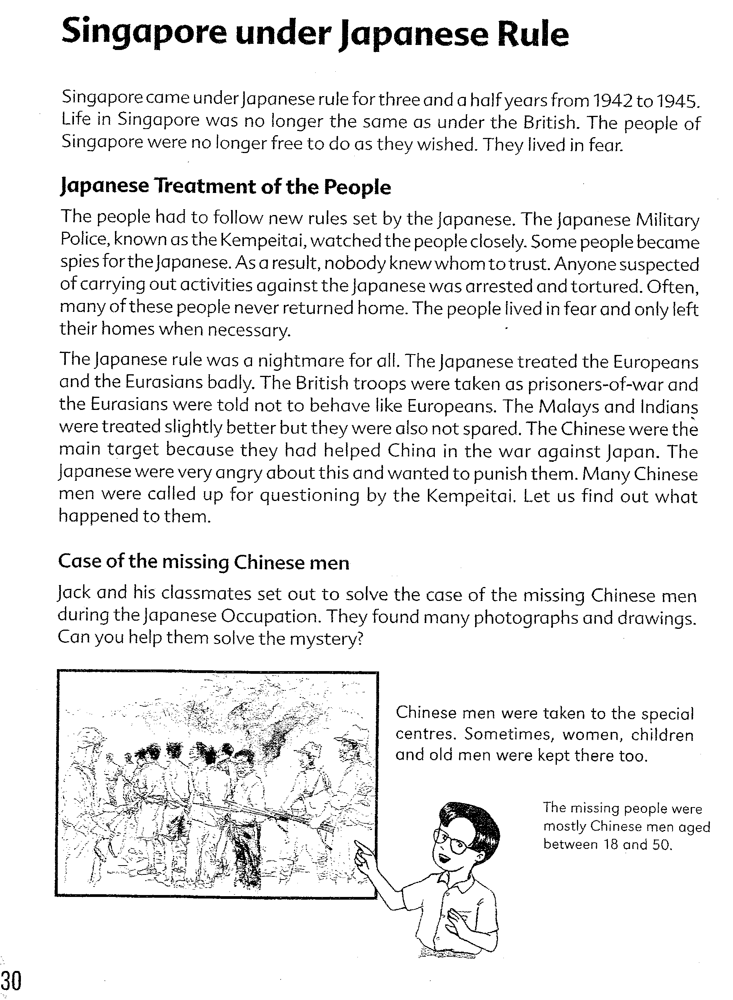 Singapore under Japanese Rule
Singapore came under Japanese rule for three and a half years from 1942 to 1945.
Life in Singapore was no longer the same as under the British. The people of
Singapore were no longer free to do as they wished. They lived in fear.
Japanese Treatment of the People
The people had to follow new rules set by the Japanese. The Japanese Military
Police, known as the Kempeitai, watched the people closely. Some people became
spies for the Japanese. As a result, nobody knew whom to trust. Anyone suspected
of carrying out activities against the Japanese was arrested and tortured. Often,
many of these people never returned home. The people lived in fear and only left
their homes when necessary.
The Japanese rule was a nightmare for all. The Japanese treated the Europeans
and the Eurasians badly. The British troops were taken as prisoners-of-war and
the Eurasians were told not to behave like Europeans. The Malays and Indians
were treated slightly better but they were also not spared. The Chinese were the
main target because they had helped China in the war against Japan. The
Japanese were very angry about this and wanted to punish them. Many Chinese
men were called up for questioning by the Kempeitai. Let us find out what
happened to them.
Case of the missing Chinese men
Jack and his classmates set out to solve the case of the missing Chinese men
during the Japanese Occupation. They found many photographs and drawings.
Can you help them solve the mystery?
Chinese men were taken to the special
centres. Sometimes, women, children
and old men were kept there too.
The missing people were
mostly Chinese men aged
between 18 and 50.
30